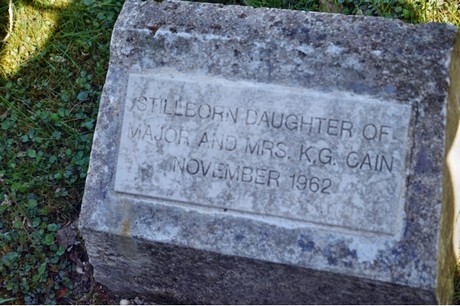 STILLBORN DAUGHTER OF
MAJOR AND MRS. K.G. CAIN
NOVEMBER 1962